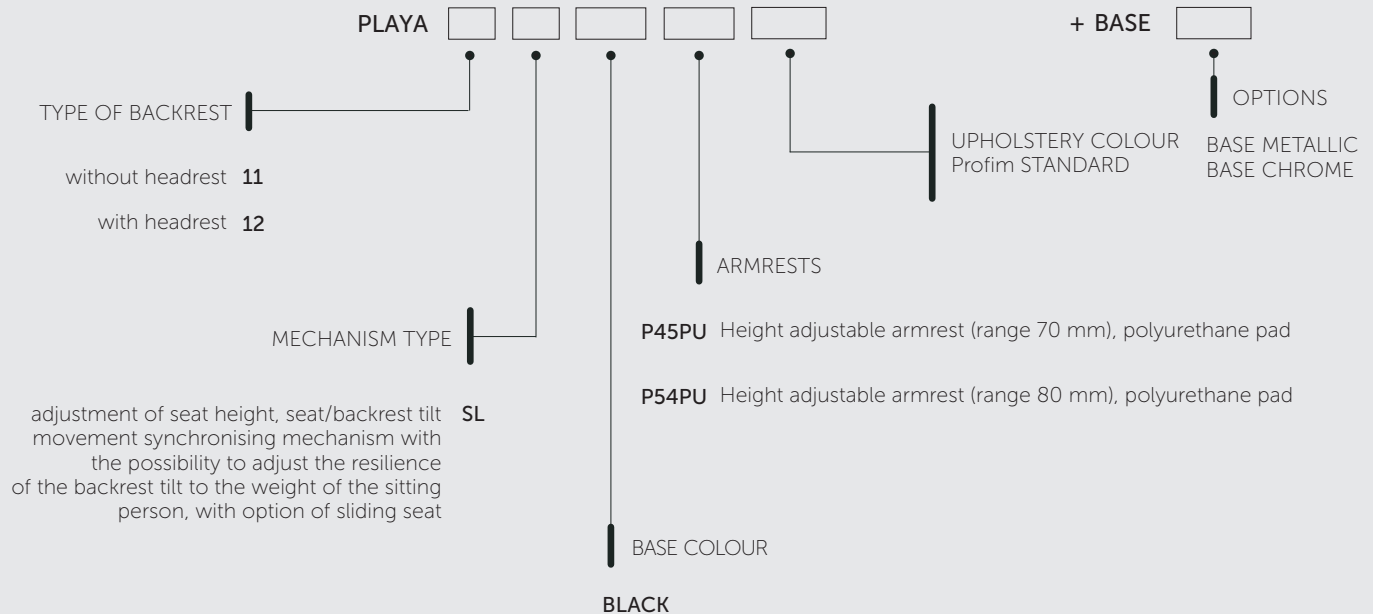 PLAYA + BASE
TYPE OF BACKREST
without headrest 11
with headrest 12
MECHANISM TYPE
adjustment of seat height, seat/backrest tilt SL
movement synchronising mechanism with
the possibility to adjust the resilience
of the backrest tilt to the weight of the sitting
person, with option of sliding seat
BASE COLOUR
BLACK
ARMRESTS
P45PU Height adjustable armrest (range 70 mm), polyurethane pad
P54PU Height adjustable armrest (range 80 mm), polyurethane pad
UPHOLSTERY COLOUR
Profim STANDARD
OPTIONS
BASE METALLIC
BASE CHROME